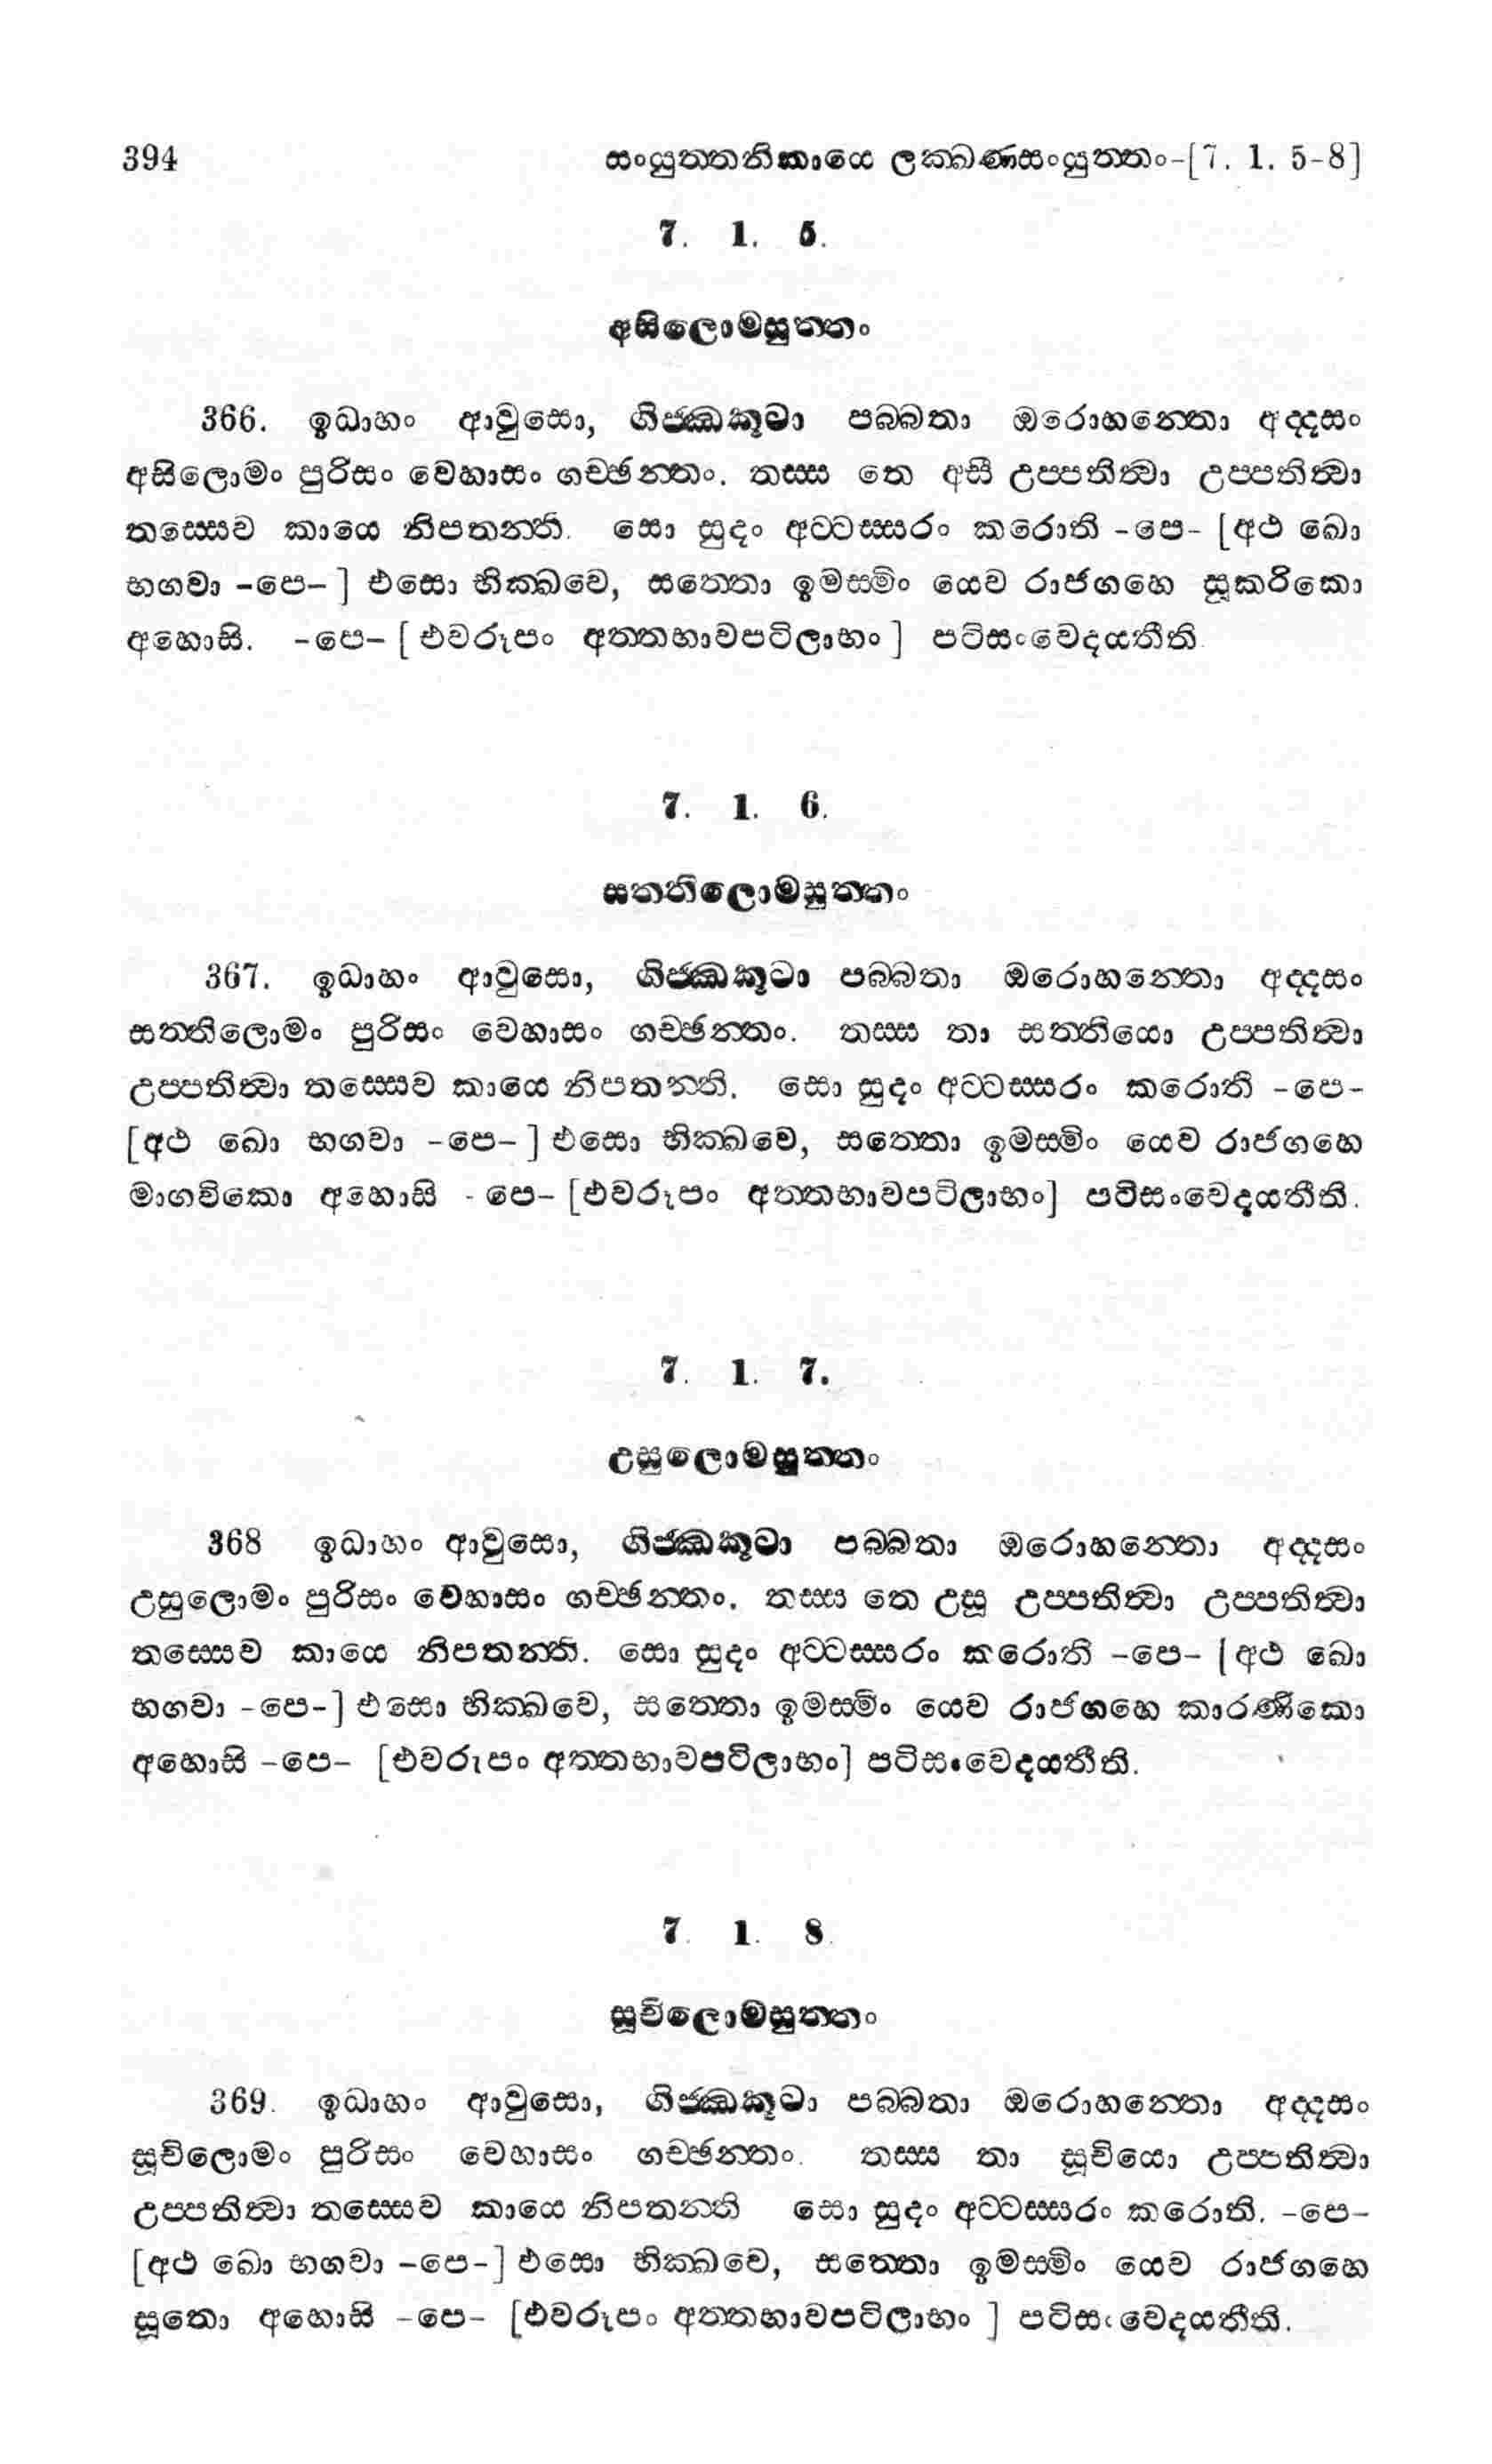 394 සංයුත්තනිකායෙ ලක්ඛණසංයුත්තං-[7. 1. 5-8]
7. 1. 5.
අසිලොමසුත්තං
366. ඉධාහං ආවුසො, ගිජ්ඣකූටා පබ්බතා ඔරොහන්තො අද්දසං
අසිලොමං පුරිසං වෙහාසං ගච්ඡන්තං. තස්ස තෙ අසී උප්පතිත්වා උප්පතිත්වා
තස්සෙව කායෙ නිපතන්ති. සො සුදං අට්ටස්සරං කරොති -පෙ- [අථ ඛො
භගවා -පෙ-] එසො භික්ඛවෙ, සත්තො ඉමස්මිං යෙව රාජගහෙ සූකරිකො
අහොසි. -පෙ- [එවරූපං අත්තභාවපටිලාභං] පටිසංවෙදයතීති.
7. 1. 6.
සත්තිලොමසුත්තං
367. ඉධාහං ආවුසො, ගිජ්ඣකූටා පබ්බතා ඔරොහන්තො අද්දසං
සත්තිලොමං පුරිසං වෙහාසං ගච්ඡන්තං. තස්ස තා සත්තියො උප්පතිත්වා
උප්පතිත්වා තස්සෙව කායෙ නිපතන්ති. සො සුදං අට්ටස්සරං කරොති -පෙ-
[අථ ඛො භගවා -පෙ-] එසො භික්ඛවෙ, සත්තො ඉමස්මිං යෙව රාජගහෙ
මාගවිකො අහොසි -පෙ- [එවරූපං අත්තභාවපටිලාභං] පටිසංවෙදයතීති.
7. 1. 7.
උසුලොමසුත්තං
368 ඉධාහං ආවුසො, ගිජ්ඣකූටා පබ්බතා ඔරොහන්තො අද්දසං
උසුලොමං පුරිසං වෙහාසං ගච්ඡන්තං. තස්ස තෙ උසූ උප්පතිත්වා උප්පතිත්වා
තස්සෙව කායෙ නිපතන්ති. සො සුදං අට්ටස්සරං කරොති -පෙ- [අථ ඛො
භගවා -පෙ-] එසො භික්ඛවෙ, සත්තො ඉමස්මිං යෙව රාජගහෙ කාරණිකො
අහොසි -පෙ- [එවරූපං අත්තභාවපටිලාභං] පටිසංවෙදයතීති.
7. 1. 8.
සූචිලොමසුත්තං
369. ඉධාහං ආවුසො, ගිජ්ඣකූටා පබ්බතා ඔරොහන්තො අද්දසං
සූචිලොමං පුරිසං වෙහාසං ගච්ඡන්තං. තස්ස තා සූචියො උප්පතිත්වා
උප්පතිත්වා තස්සෙව කායෙ නිපතන්ති සො සුදං අට්ටස්සරං කරොති. -පෙ-
[අථ ඛො භගවා -පෙ-] එසො භික්ඛවෙ, සත්තො ඉමස්මිං යෙව රාජගහෙ
සූතො අහොසි -පෙ- [එවරූපං අත්තභාවපටිලාභං] පටිසංවෙදයතීති.